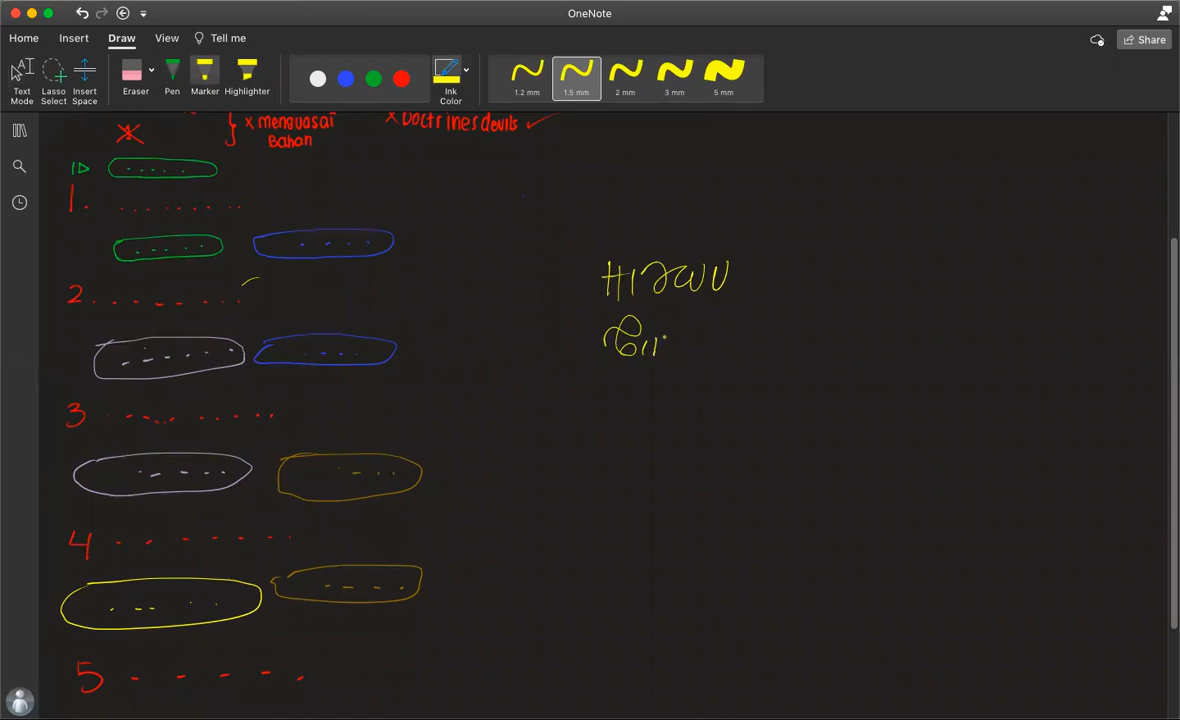 OneNote
Home Insert Draw View Tell me
Share
Text Mode
Lasso Select
Insert Space
Eraser
Pen
Marker
Highlighter
Ink Color
1.2 mm
1.5 mm
2 mm
3 mm
5 mm
x menguasai
Bahan
x Doctrines devils
1.
2.
3
4
5